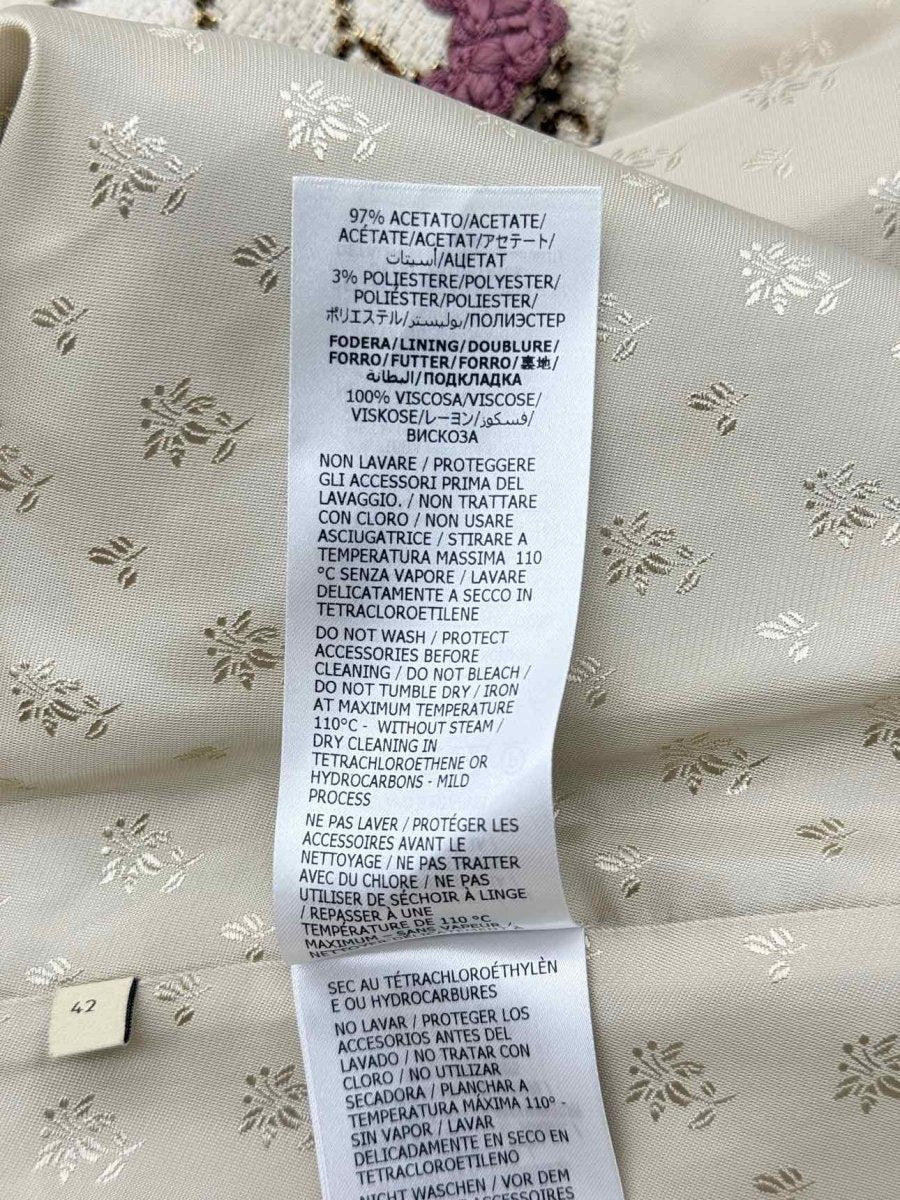 97% ACETATO/ACETATE/
ACÉTATE/ACETAT/アセテート/
أسيتات/АЦЕТАТ
3% POLIESTERE/POLYESTER/
POLIÉSTER/POLIESTER/
ポリエステル/بوليستر/ПОЛИЭСТЕР
FODERA/LINING/DOUBLURE/
FORRO/FUTTER/FORRO/裏地/
البطانة/ПОДКЛАДКА
100% VISCOSA/VISCOSE/
VISKOSE/レーヨン/فسكوز/
ВИСКОЗА
NON LAVARE / PROTEGGERE
GLI ACCESSORI PRIMA DEL
LAVAGGIO. / NON TRATTARE
CON CLORO / NON USARE
ASCIUGATRICE / STIRARE A
TEMPERATURA MASSIMA 110
°C SENZA VAPORE / LAVARE
DELICATAMENTE A SECCO IN
TETRACLOROETILENE
DO NOT WASH / PROTECT
ACCESSORIES BEFORE
CLEANING / DO NOT BLEACH /
DO NOT TUMBLE DRY / IRON
AT MAXIMUM TEMPERATURE
110°C - WITHOUT STEAM /
DRY CLEANING IN
TETRACHLOROETHENE OR
HYDROCARBONS - MILD
PROCESS
NE PAS LAVER / PROTÉGER LES
ACCESSOIRES AVANT LE
NETTOYAGE / NE PAS TRAITER
AVEC DU CHLORE / NE PAS
UTILISER DE SÉCHOIR À LINGE
/ REPASSER À UNE
TEMPÉRATURE DE 110 °C
MAXIMUM - SANS VAPEUR /
SEC AU TÉTRACHLOROÉTHYLÈN
E OU HYDROCARBURES
NO LAVAR / PROTEGER LOS
ACCESORIOS ANTES DEL
LAVADO / NO TRATAR CON
CLORO / NO UTILIZAR
SECADORA / PLANCHAR A
TEMPERATURA MÁXIMA 110° -
SIN VAPOR / LAVAR
DELICADAMENTE EN SECO EN
TETRACLOROETILENO
NICHT WASCHEN / VOR DEM
ACCESSOIRES
42